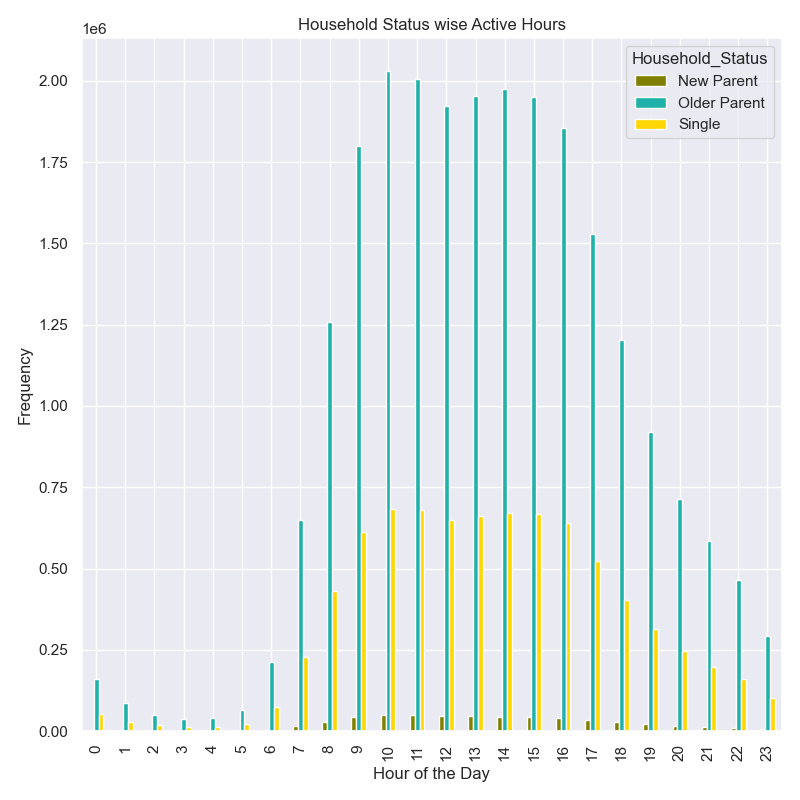 Household Status wise Active Hours
1e6
Household_Status
New Parent
Older Parent
Single
2.00
1.75
1.50
1.25
1.00
0.75
0.50
0.25
0.00
Frequency
0 1 2 3 4 5 6 7 8 9 10 11 12 13 14 15 16 17 18 19 20 21 22 23
Hour of the Day